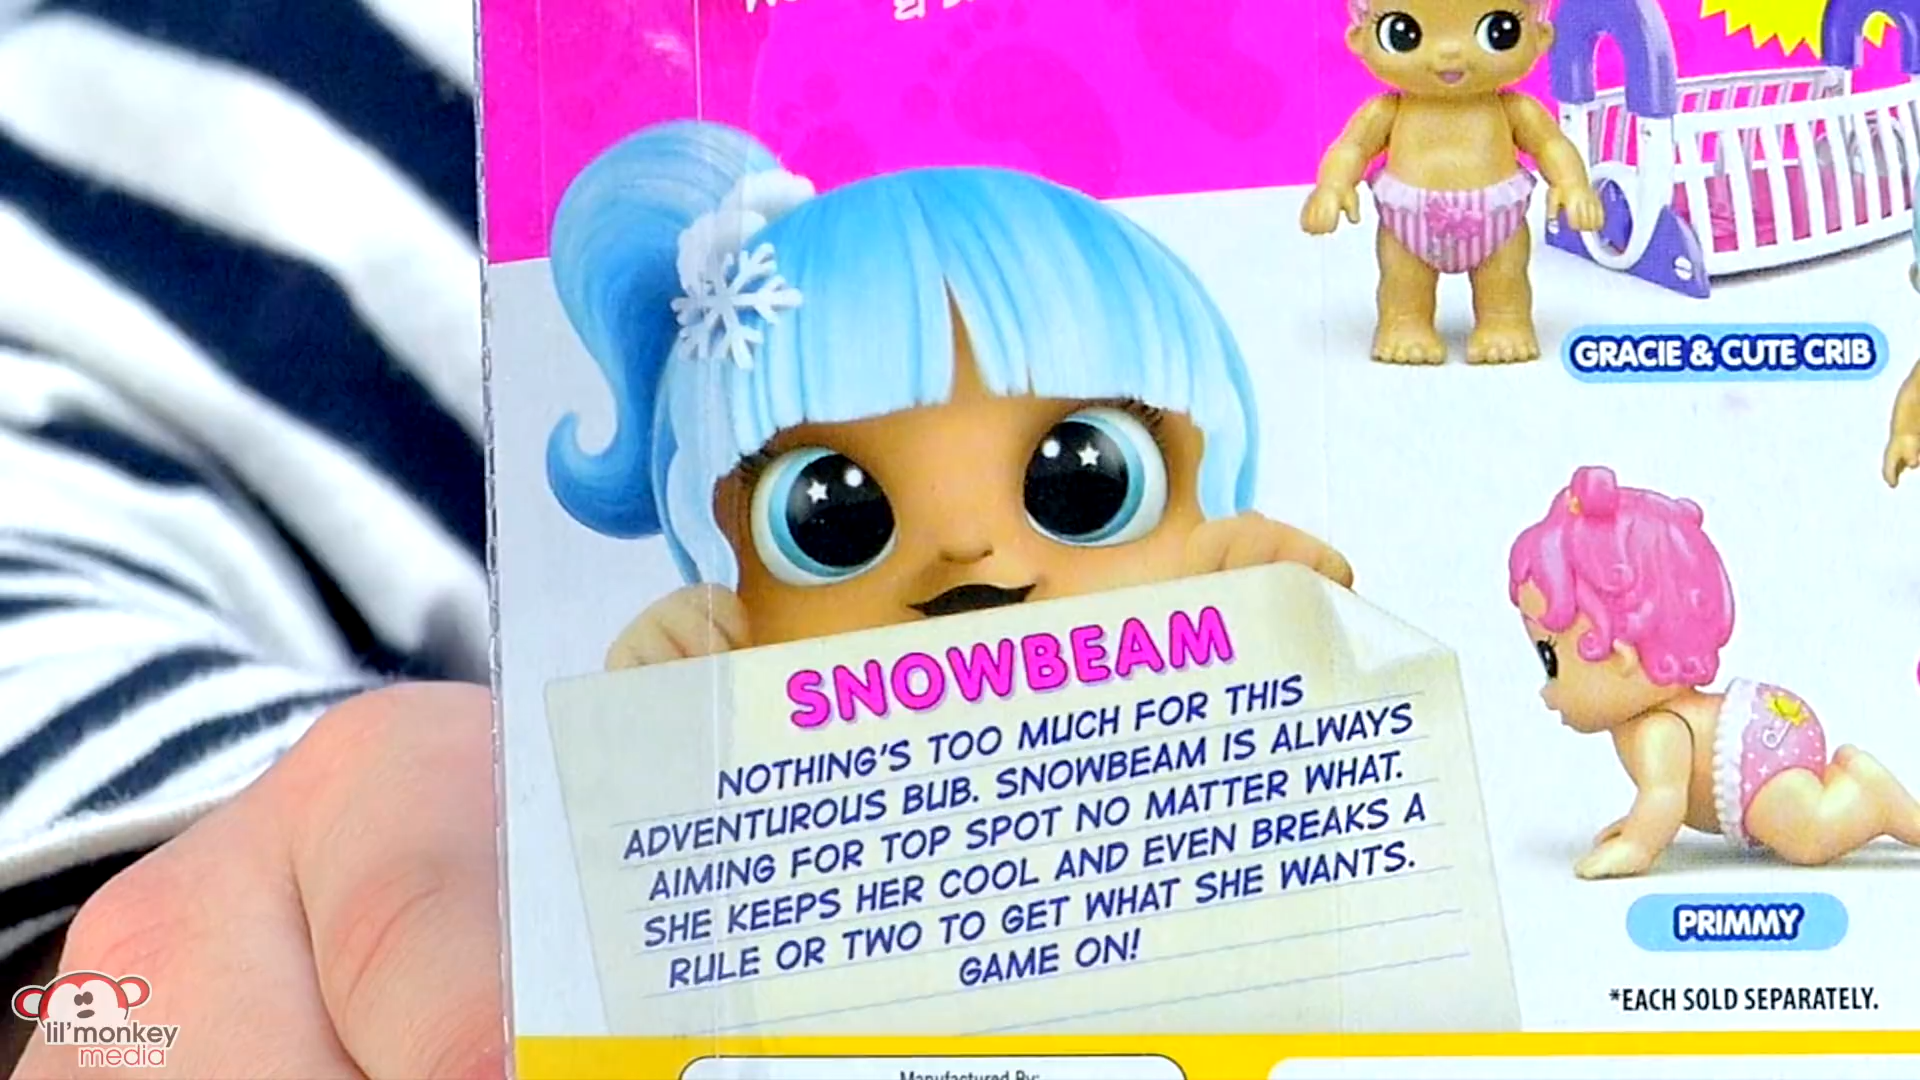 GRACIE & CUTE CRIB
SNOWBEAM
NOTHING'S TOO MUCH FOR THIS
ADVENTUROUS BUB. SNOWBEAM IS ALWAYS
AIMING FOR TOP SPOT NO MATTER WHAT.
SHE KEEPS HER COOL AND EVEN BREAKS A
RULE OR TWO TO GET WHAT SHE WANTS.
GAME ON!
PRIMMY
*EACH SOLD SEPARATELY.
lil'monkey
media
Manufactured By: